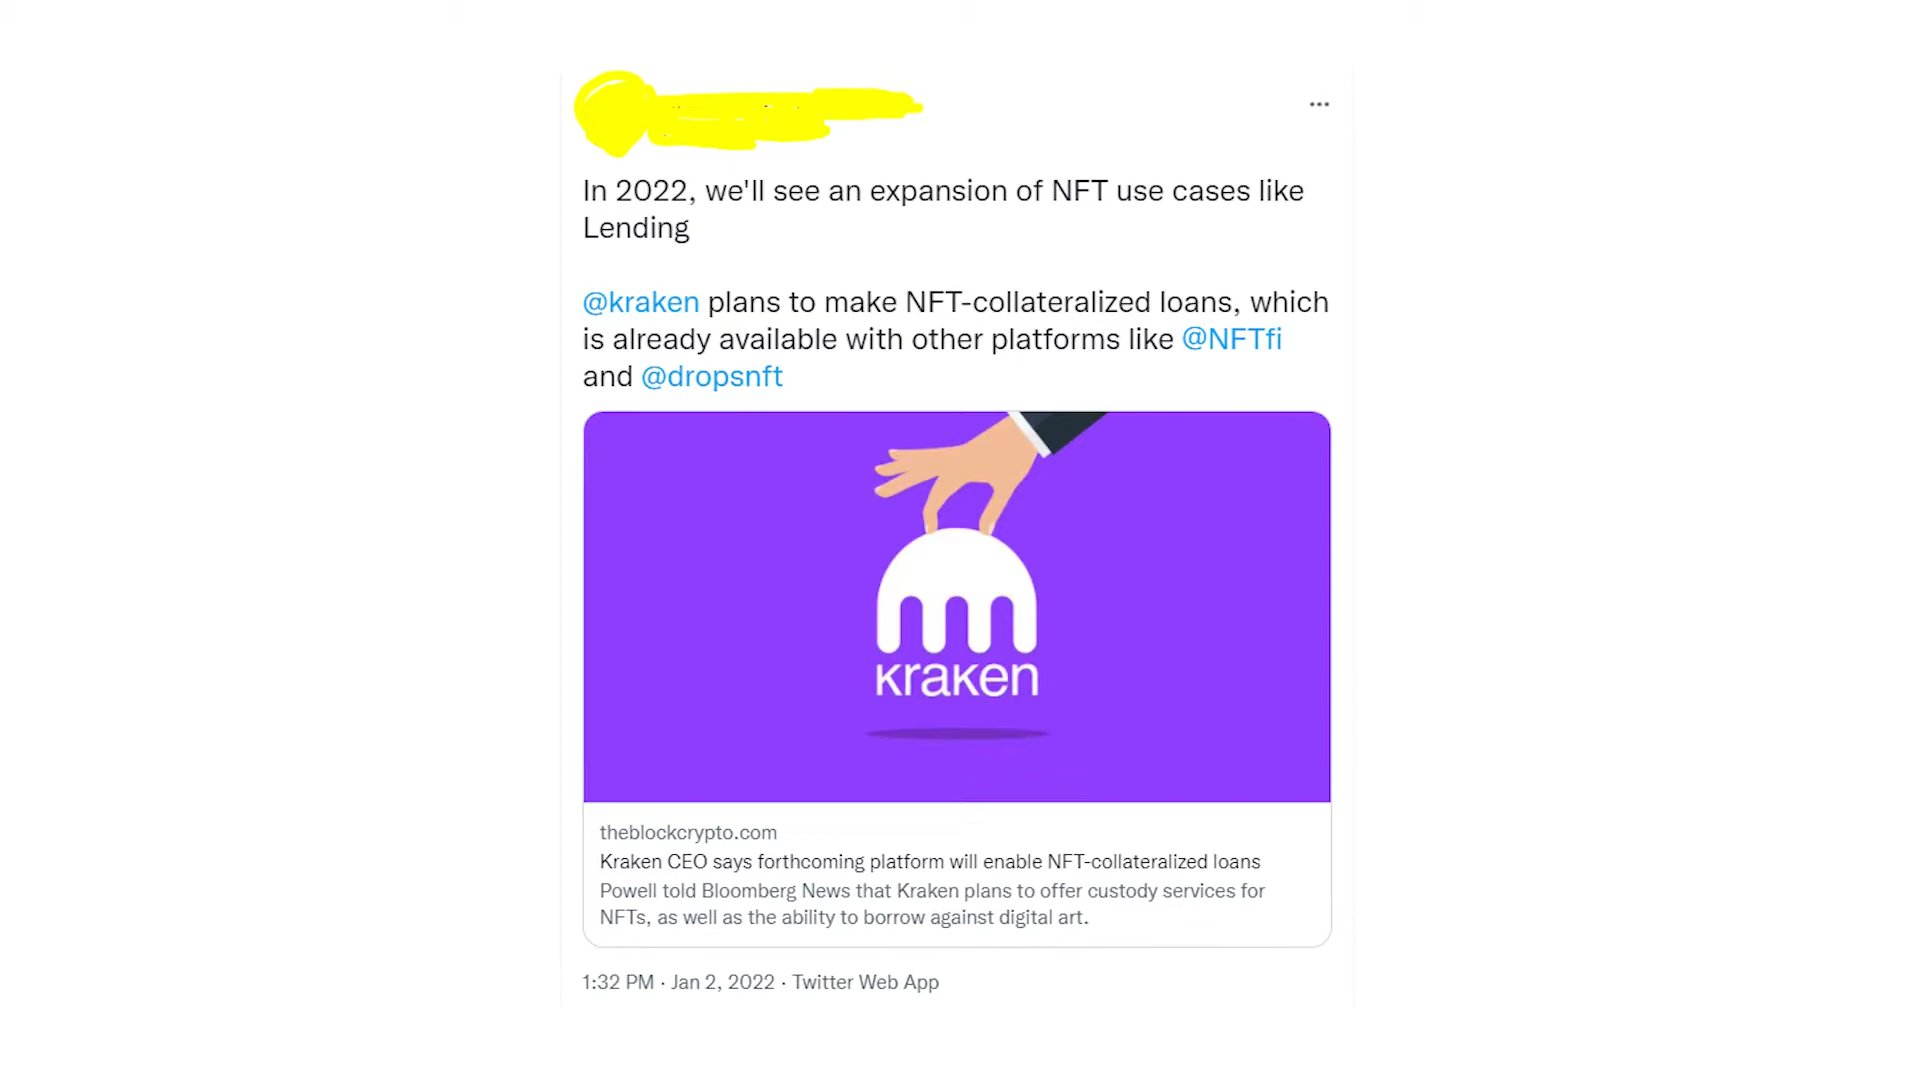 In 2022, we'll see an expansion of NFT use cases like
Lending
@kraken plans to make NFT-collateralized loans, which
is already available with other platforms like @NFTfi
and @dropsnft
kraken
theblockcrypto.com
Kraken CEO says forthcoming platform will enable NFT-collateralized loans
Powell told Bloomberg News that Kraken plans to offer custody services for
NFTs, as well as the ability to borrow against digital art.
1:32 PM · Jan 2, 2022 · Twitter Web App